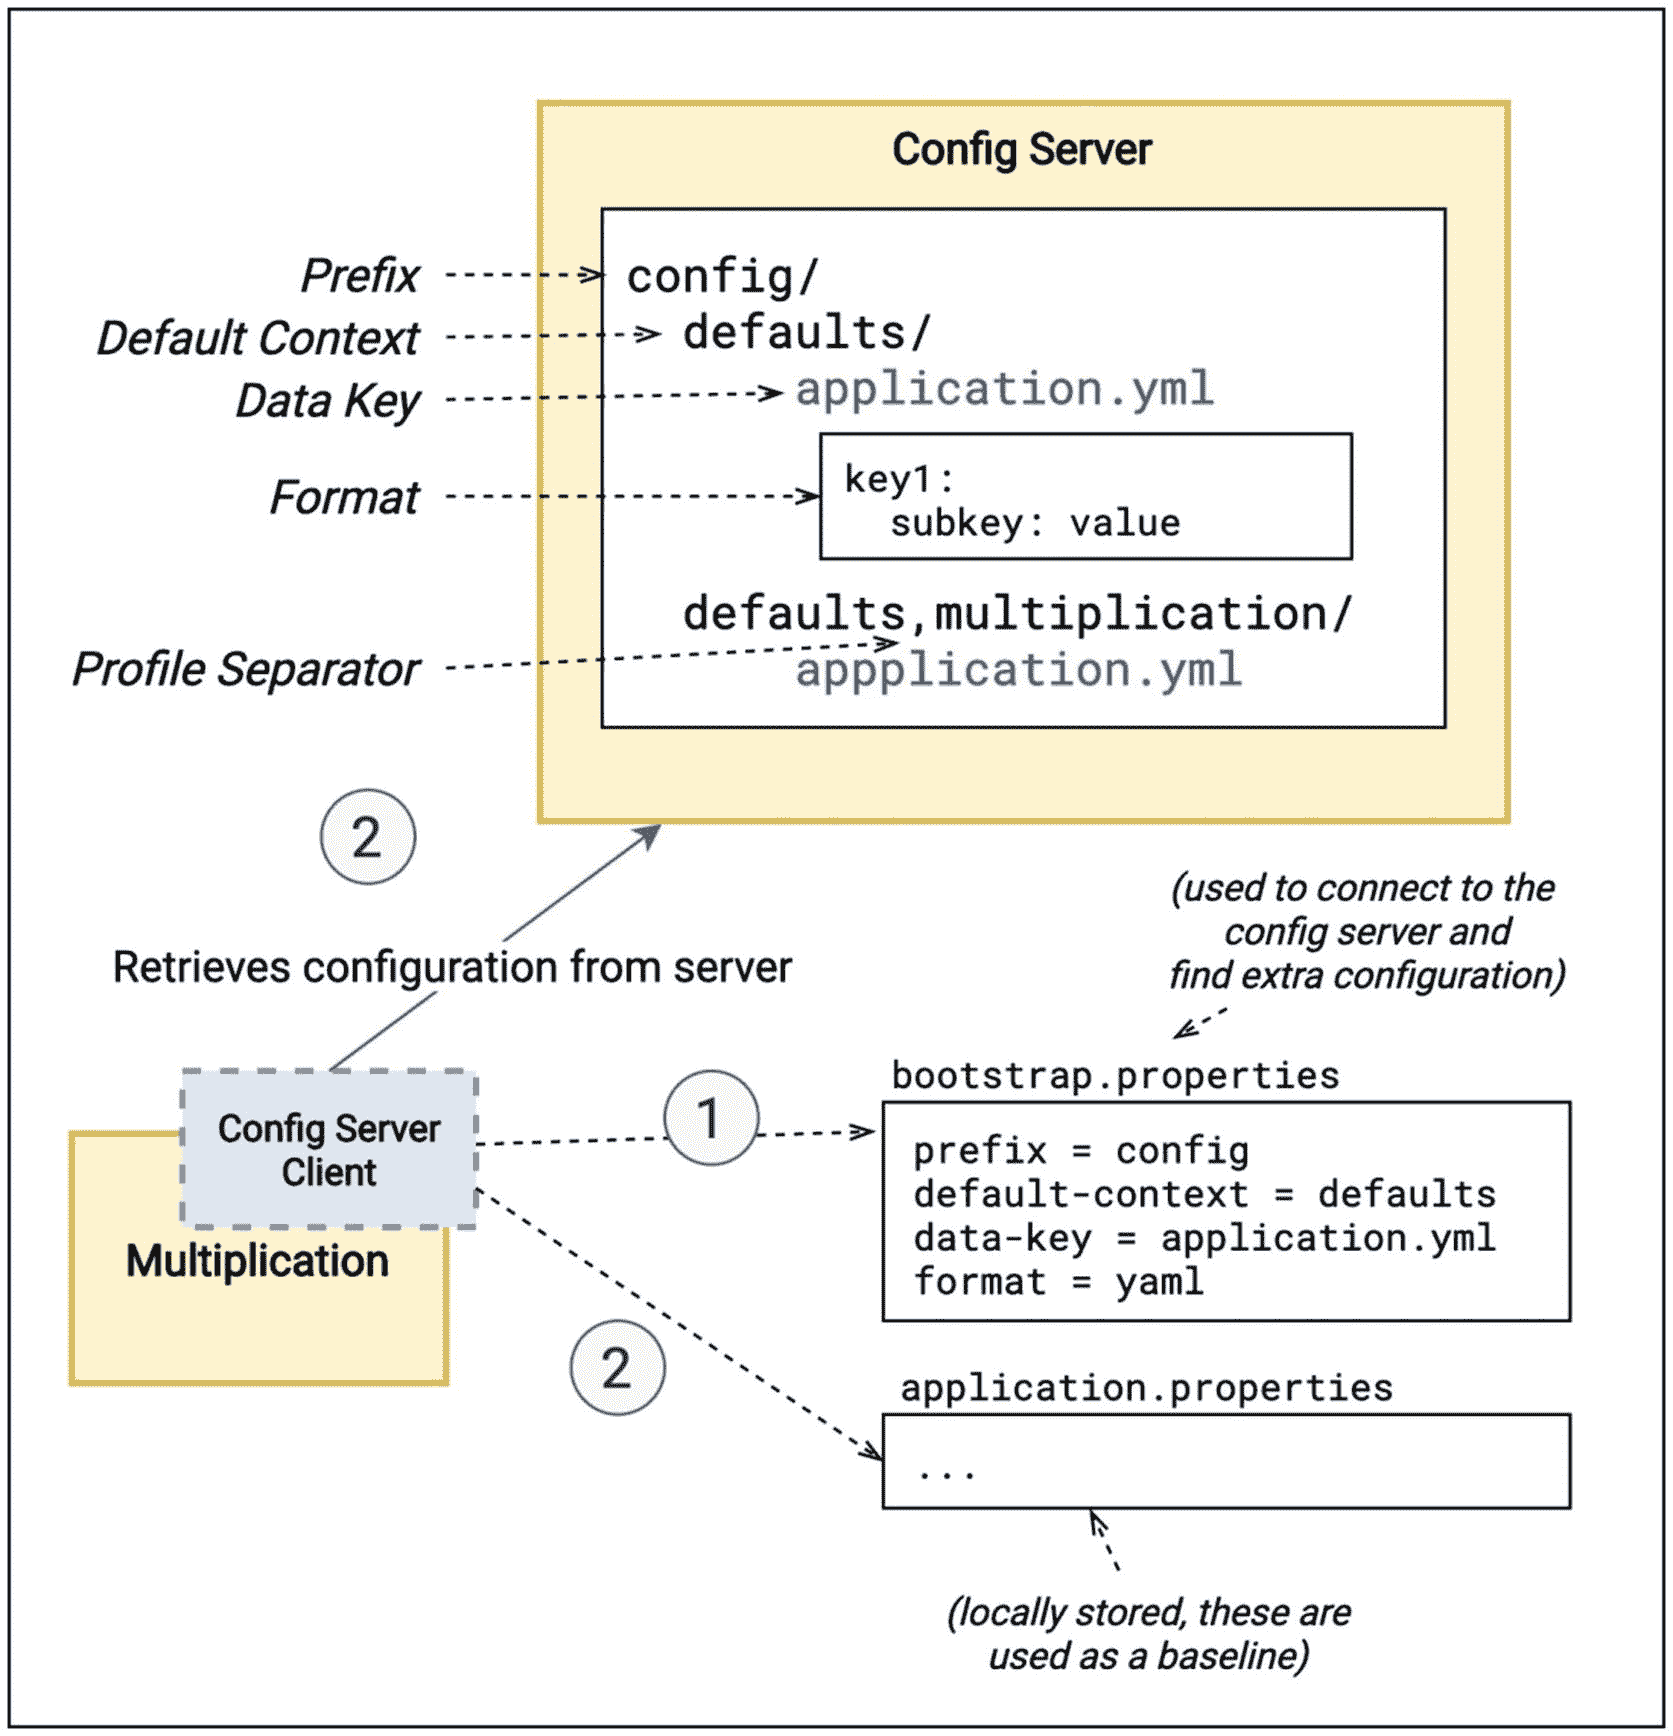 Config Server
Prefix
config/
Default Context
defaults/
Data Key
application.yml
Format
key1:
subkey: value
defaults,multiplication/
Profile Separator
appplication.yml
2
Retrieves configuration from server
(used to connect to the
config server and
find extra configuration)
Config Server
Client
Multiplication
1
bootstrap.properties
prefix = config
default-context = defaults
data-key = application.yml
format = yaml
2
application.properties
...
(locally stored, these are
used as a baseline)